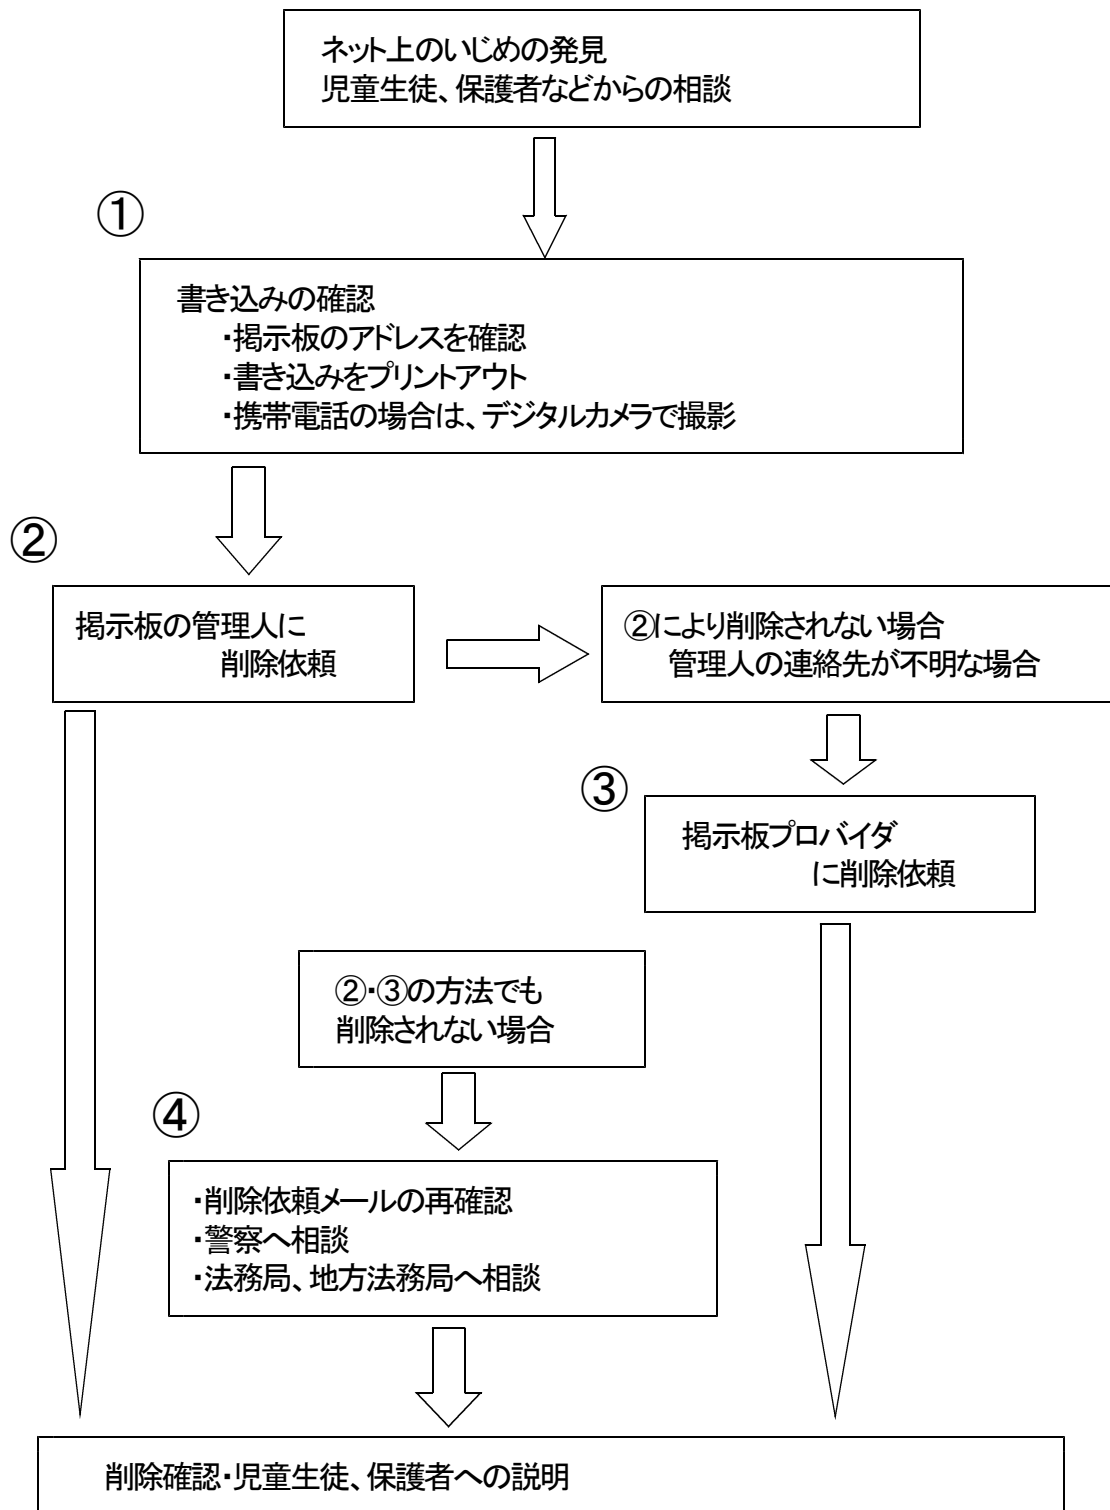 ネット上のいじめの発見
児童生徒、保護者などからの相談
①
書き込みの確認
・掲示板のアドレスを確認
・書き込みをプリントアウト
・携帯電話の場合は、デジタルカメラで撮影
②
掲示板の管理人に
削除依頼
②により削除されない場合
管理人の連絡先が不明な場合
③
掲示板プロバイダ
に削除依頼
②・③の方法でも
削除されない場合
④
・削除依頼メールの再確認
・警察へ相談
・法務局、地方法務局へ相談
削除確認・児童生徒、保護者への説明